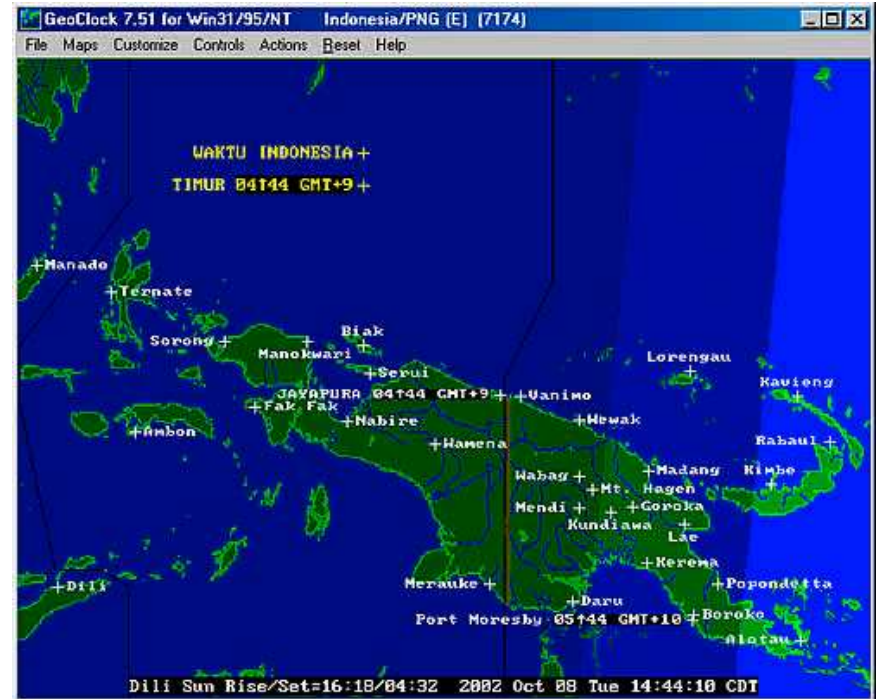 GeoClock 7.51 for Win31/95/NT Indonesia/PNG (E) (7174)
File Maps Customize Controls Actions Reset Help
WAKTU INDONESIA
TIMUR 04↑44 GMT+9
Manado
Ternate
Sorong
Manokwari
Biak
Serui
Lorengau
Kavieng
JAYAPURA 04↑44 GMT+9
Vanimo
Fak Fak
Nabire
Wewak
Ambon
Wamena
Rabaul
Wabag
Madang
Kimbe
Mt. Hagen
Mendi
Goroka
Kundiawa
Lae
Kerema
Dili
Merauke
Popondetta
Daru
Port Moresby 05↑44 GMT+10
Boroko
Alotau
Dili Sun Rise/Set=16:18/04:32 2002 Oct 08 Tue 14:44:10 CDT